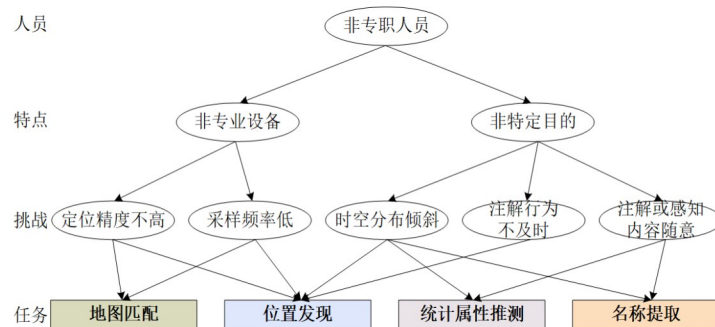 人员
非专职人员
特点
非专业设备
非特定目的
挑战
定位精度不高
采样频率低
时空分布倾斜
注解行为
不及时
注解或感知
内容随意
任务
地图匹配
位置发现
统计属性推测
名称提取